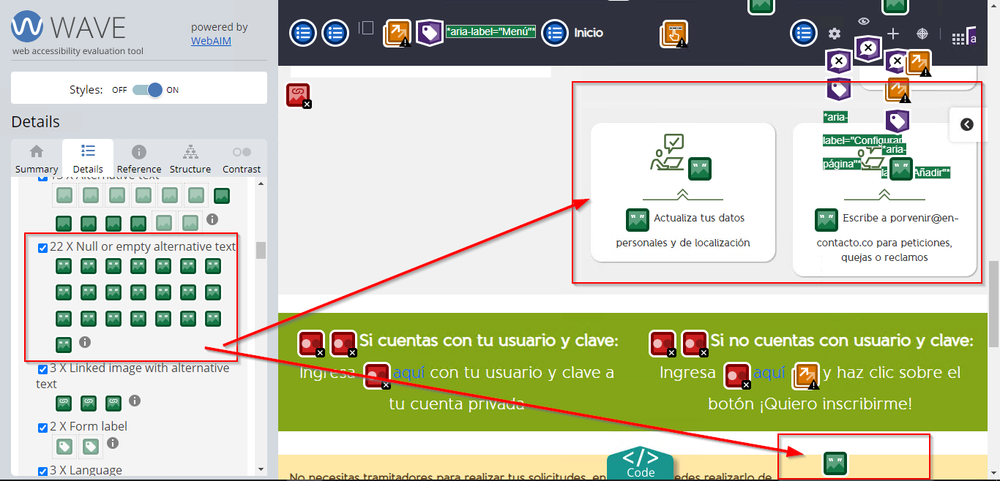 WAVE
powered by
WebAIM
web accessibility evaluation tool
Styles: OFF ON
Details
Summary Details Reference Structure Contrast
13 X Alternative text
22 X Null or empty alternative text
3 X Linked image with alternative
text
2 X Form label
3 X Language
*aria-label="Menú"*
Inicio
a
*aria-
label="Configurar
página"*
*aria-
la
Añadir"*
Actualiza tus datos
personales y de localización
Escribe a porvenir@en-
contacto.co para peticiones,
quejas o reclamos
Si cuentas con tu usuario y clave:
Ingresa aquí con tu usuario y clave a
tu cuenta privada
Si no cuentas con usuario y clave:
Ingresa aquí y haz clic sobre el
botón ¡Quiero inscribirme!
</>
Code
No necesitas tramitadores para realizar tus solicitudes, en edes realizarlo de